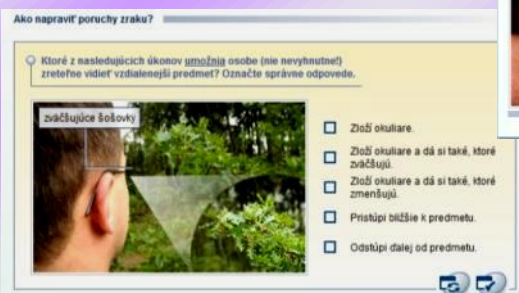 Ako napraviť poruchy zraku?
Ktoré z nasledujúcich úkonov umožnia osobe (nie nevyhnutne!)
zreteľne vidieť vzdialenejší predmet? Označte správne odpovede.
zväčšujúce šošovky
Zloží okuliare.
Zloží okuliare a dá si také, ktoré
zväčšujú.
Zloží okuliare a dá si také, ktoré
zmenšujú.
Pristúpi bližšie k predmetu.
Odstúpi ďalej od predmetu.